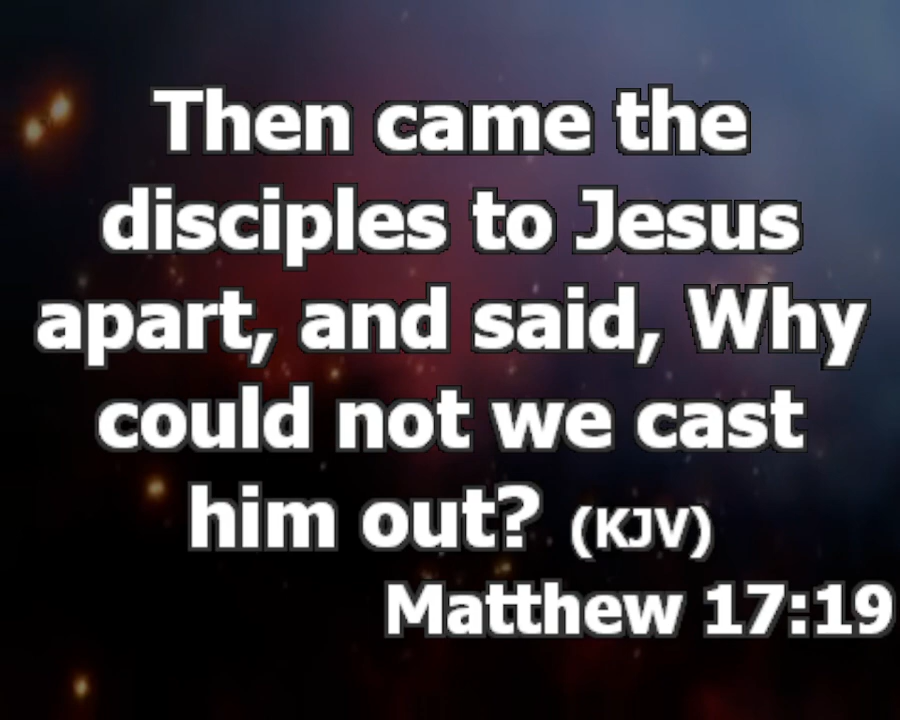 Then came the
disciples to Jesus
apart, and said, Why
could not we cast
him out? (KJV)
Matthew 17:19